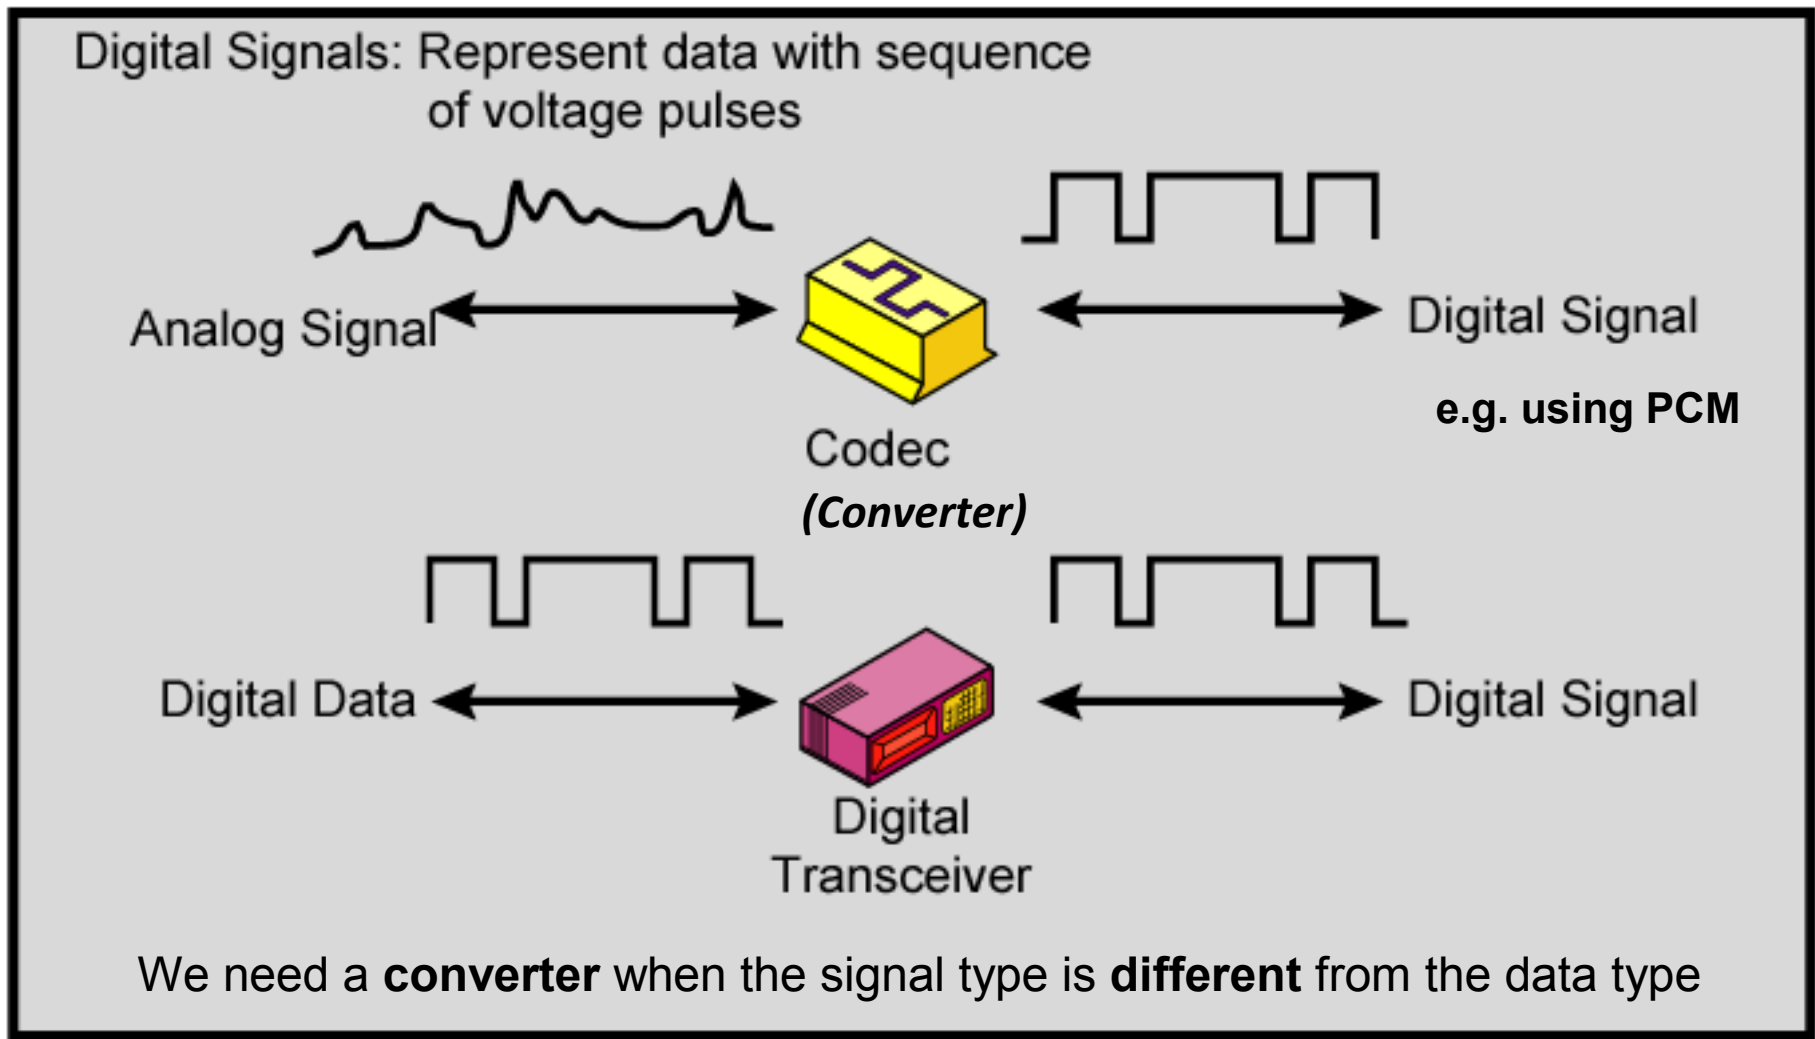 Digital Signals: Represent data with sequence
of voltage pulses
Analog Signal
Digital Signal
e.g. using PCM
Codec
(Converter)
Digital Data
Digital Signal
Digital
Transceiver
We need a converter when the signal type is different from the data type